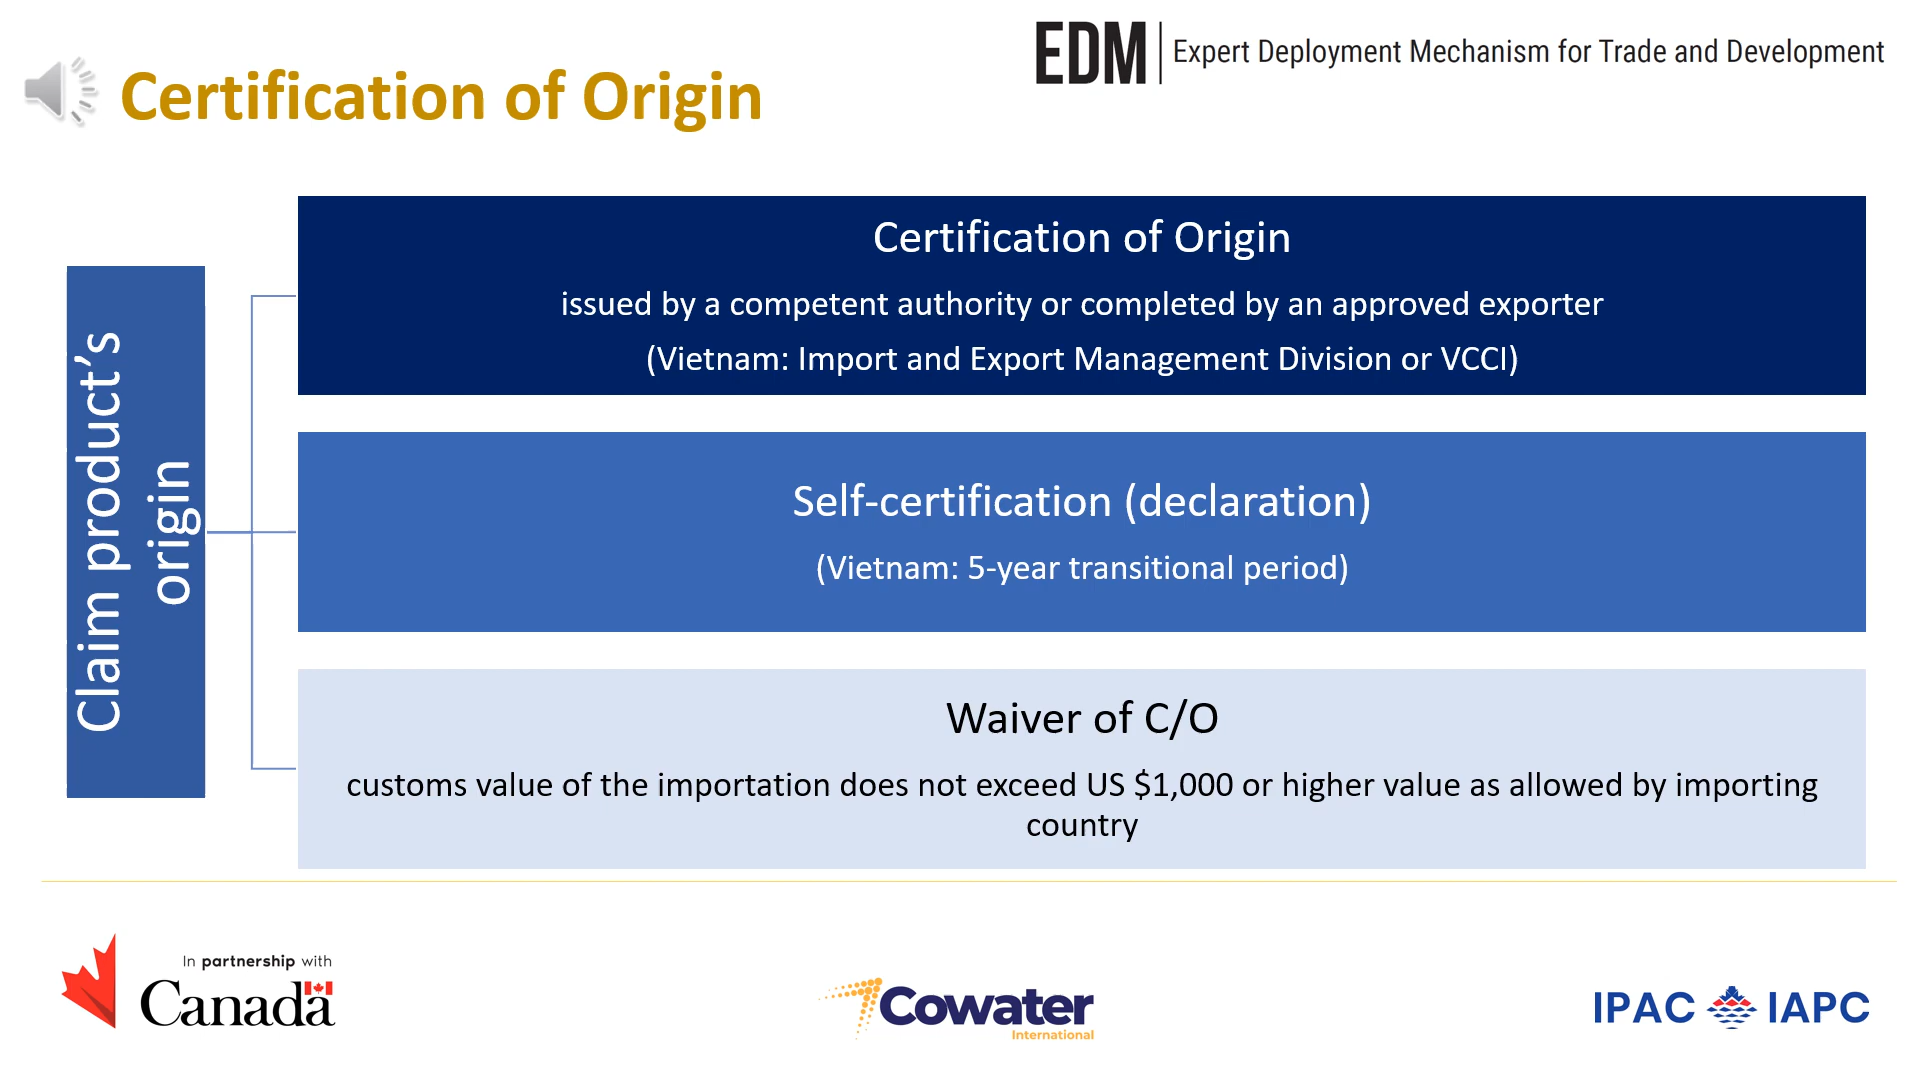 EDM
Expert Deployment Mechanism for Trade and Development
Certification of Origin
Claim product's
origin
Certification of Origin
issued by a competent authority or completed by an approved exporter
(Vietnam: Import and Export Management Division or VCCI)
Self-certification (declaration)
(Vietnam: 5-year transitional period)
Waiver of C/O
customs value of the importation does not exceed US $1,000 or higher value as allowed by importing
country
In partnership with
Canada
Cowater
International
IPAC IAPC